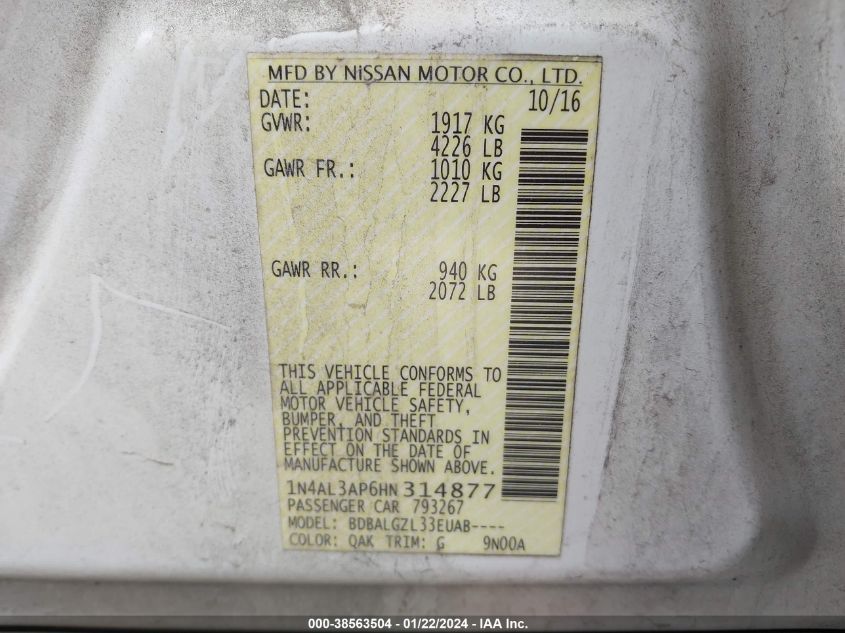 MFD BY NISSAN MOTOR CO., LTD.
DATE: 10/16
GVWR: 1917 KG
4226 LB
GAWR FR.: 1010 KG
2227 LB
GAWR RR.: 940 KG
2072 LB
THIS VEHICLE CONFORMS TO
ALL APPLICABLE FEDERAL
MOTOR VEHICLE SAFETY,
BUMPER, AND THEFT
PREVENTION STANDARDS IN
EFFECT ON THE DATE OF
MANUFACTURE SHOWN ABOVE.
1N4AL3AP6HN314877
PASSENGER CAR 793267
MODEL: BDBALGZL33EUAB----
COLOR: QAK TRIM: G 9N00A
000-38563504 - 01/22/2024 - IAA Inc.